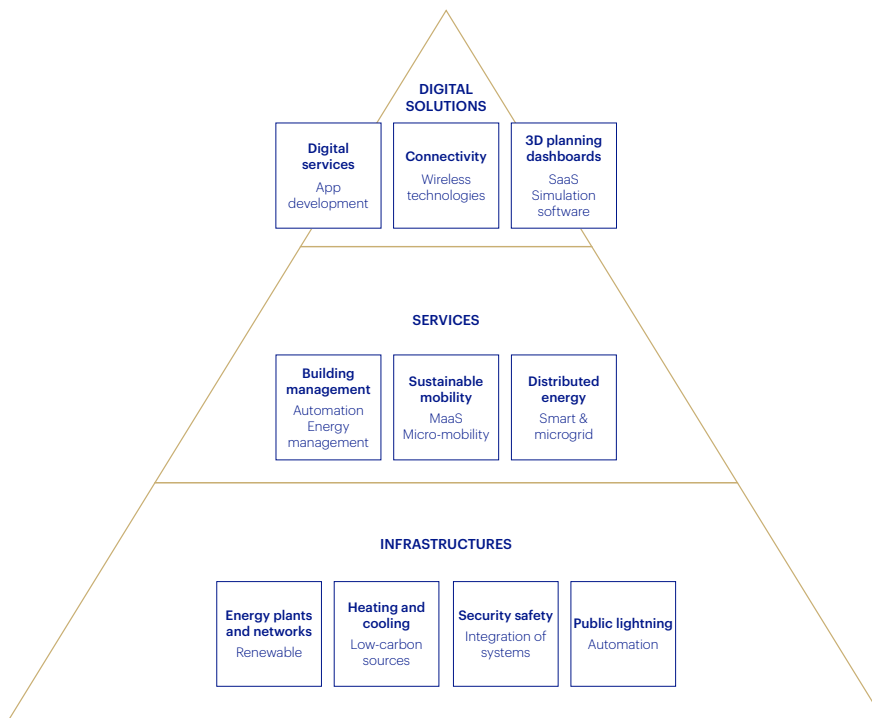 DIGITAL
SOLUTIONS
Digital
services
App
development
Connectivity
Wireless
technologies
3D planning
dashboards
SaaS
Simulation
software
SERVICES
Building
management
Automation
Energy
management
Sustainable
mobility
MaaS
Micro-mobility
Distributed
energy
Smart &
microgrid
INFRASTRUCTURES
Energy plants
and networks
Renewable
Heating and
cooling
Low-carbon
sources
Security safety
Integration of
systems
Public lightning
Automation